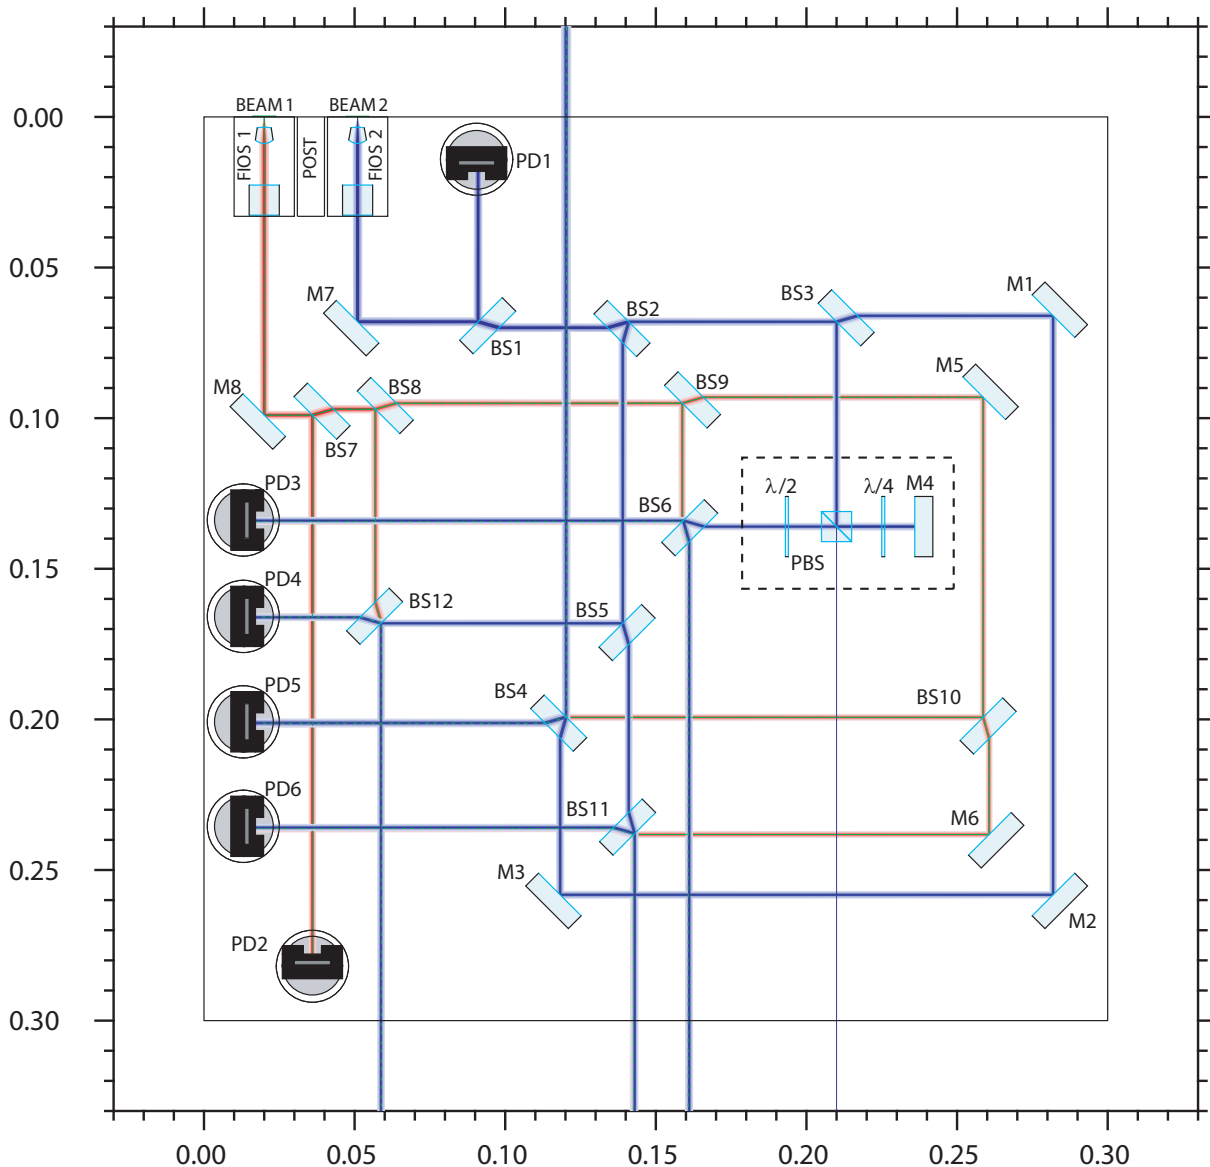 BEAM 1
BEAM 2
0.00
FIOS 1
POST
FIOS 2
PD1
0.05
M7
BS1
BS2
BS3
M1
M8
BS7
BS8
BS9
M5
0.10
PD3
BS6
λ/2
λ/4
M4
PBS
0.15
PD4
BS12
BS5
PD5
BS4
BS10
0.20
PD6
BS11
M6
0.25
M3
M2
PD2
0.30
0.00
0.05
0.10
0.15
0.20
0.25
0.30